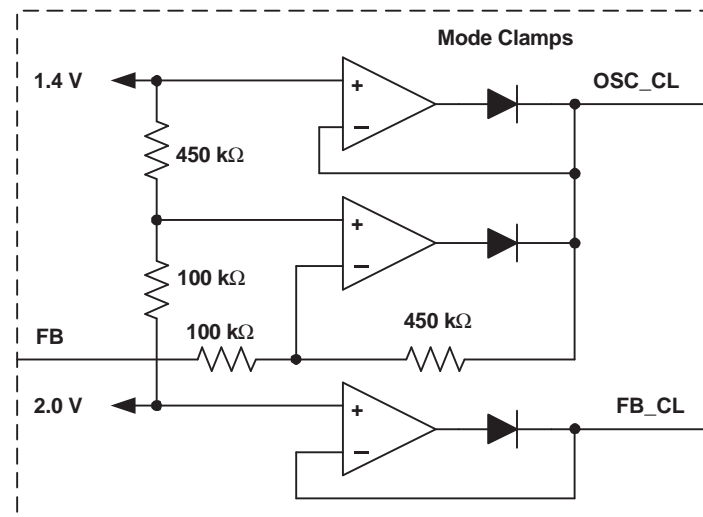 Mode Clamps
1.4 V
OSC_CL
+
−
450 kΩ
+
−
100 kΩ
450 kΩ
FB
100 kΩ
2.0 V
FB_CL
+
−